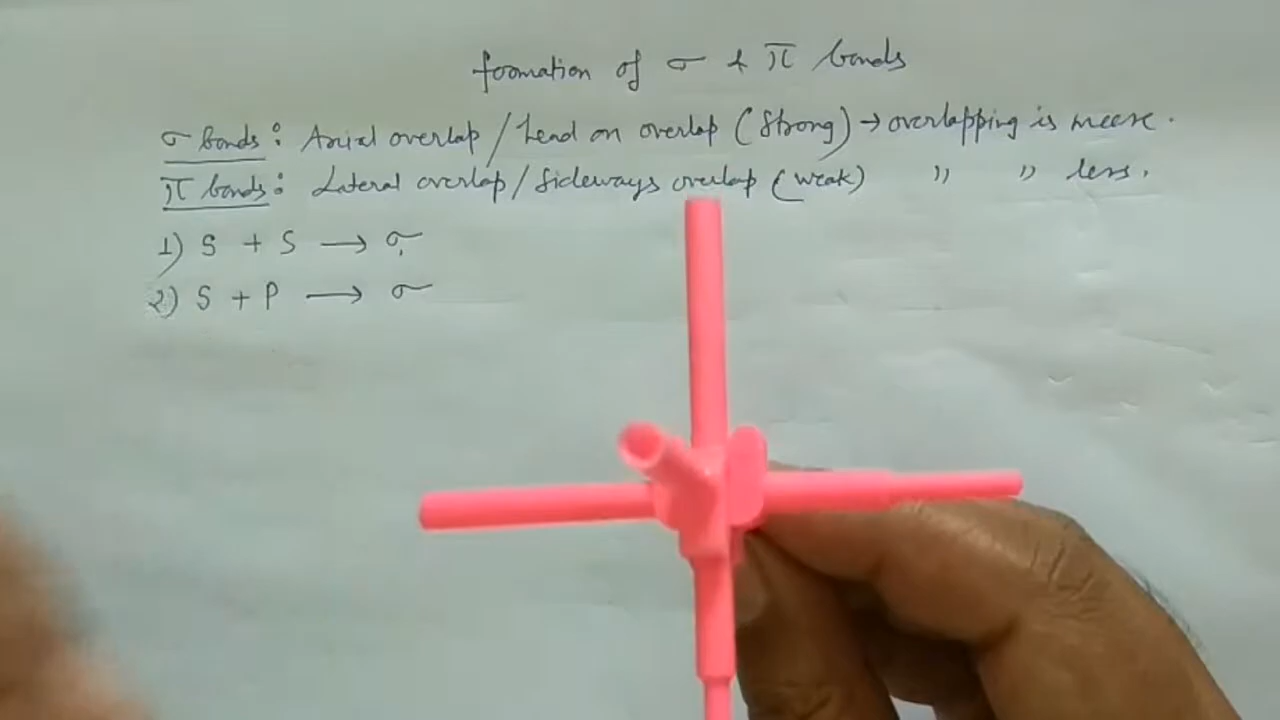 formation of σ & π bonds
σ bonds: Axial overlap / Head on overlap (Strong) → overlapping is more.
π bonds: Lateral overlap / Sideways overlap (weak) " " less.
1) S + S → σ
2) S + P → σ